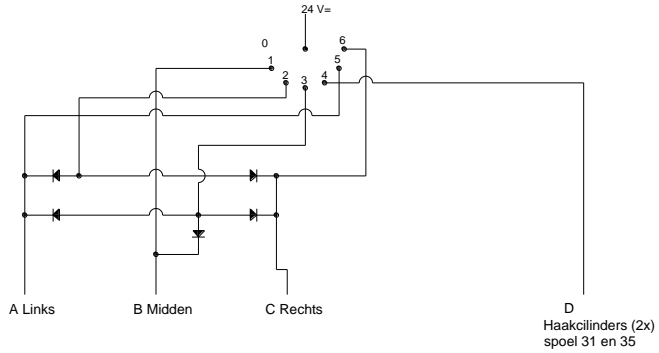 24 V=
0
6
1
5
2
3
4
A Links
B Midden
C Rechts
D
Haakcilinders (2x)
spoel 31 en 35